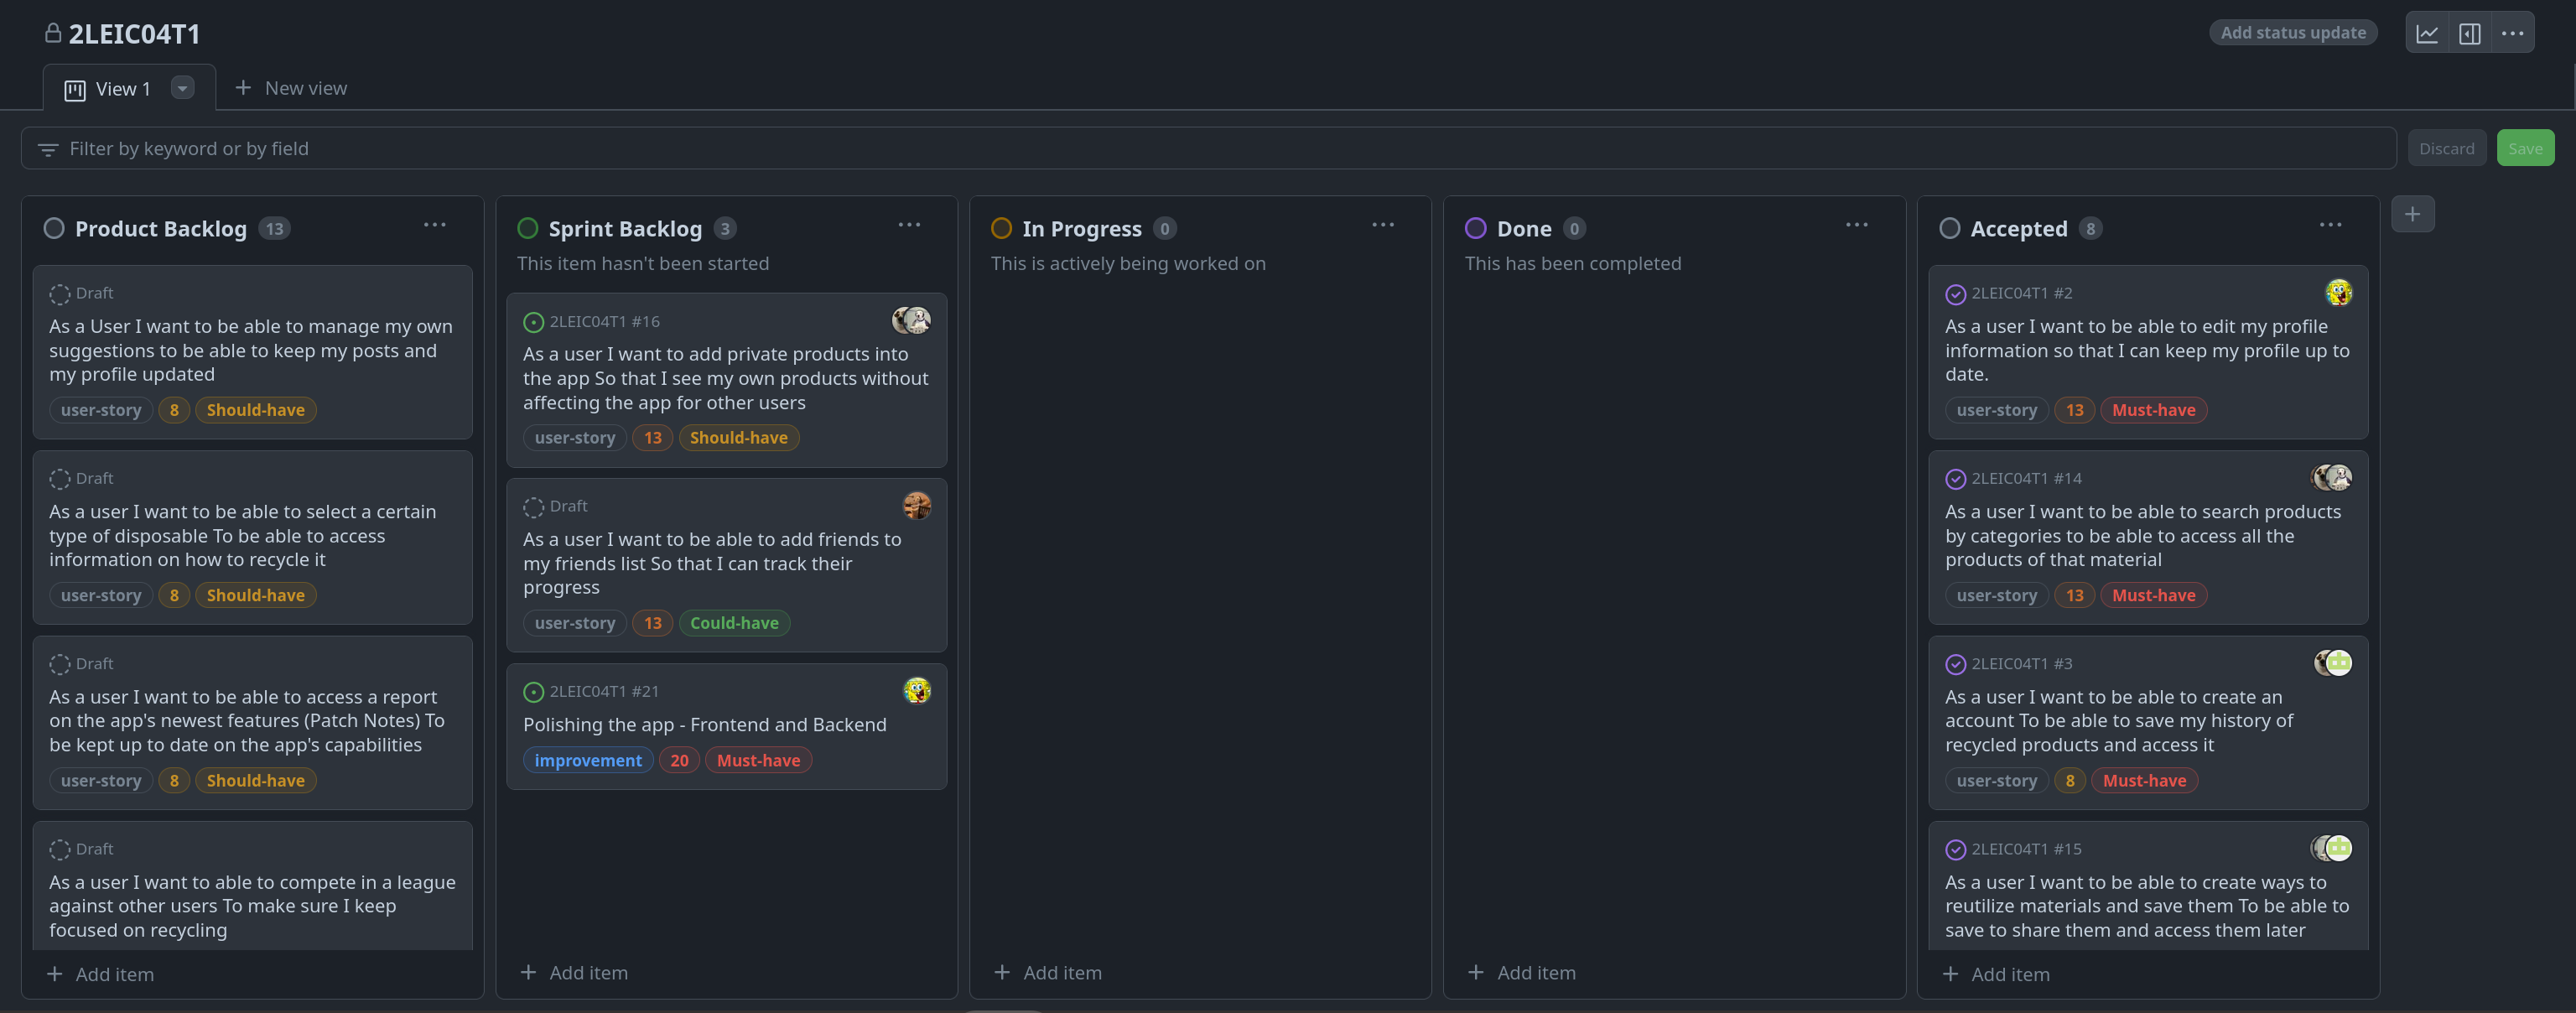 2LEIC04T1
Add status update
View 1
New view
Filter by keyword or by field
Discard
Save
Product Backlog 13
Draft
As a User I want to be able to manage my own
suggestions to be able to keep my posts and
my profile updated
user-story 8 Should-have
Draft
As a user I want to be able to select a certain
type of disposable To be able to access
information on how to recycle it
user-story 8 Should-have
Draft
As a user I want to be able to access a report
on the app's newest features (Patch Notes) To
be kept up to date on the app's capabilities
user-story 8 Should-have
Draft
As a user I want to able to compete in a league
against other users To make sure I keep
focused on recycling
Add item
Sprint Backlog 3
This item hasn't been started
2LEIC04T1 #16
As a user I want to add private products into
the app So that I see my own products without
affecting the app for other users
user-story 13 Should-have
Draft
As a user I want to be able to add friends to
my friends list So that I can track their
progress
user-story 13 Could-have
2LEIC04T1 #21
Polishing the app - Frontend and Backend
improvement 20 Must-have
Add item
In Progress 0
This is actively being worked on
Add item
Done 0
This has been completed
Add item
Accepted 8
2LEIC04T1 #2
As a user I want to be able to edit my profile
information so that I can keep my profile up to
date.
user-story 13 Must-have
2LEIC04T1 #14
As a user I want to be able to search products
by categories to be able to access all the
products of that material
user-story 13 Must-have
2LEIC04T1 #3
As a user I want to be able to create an
account To be able to save my history of
recycled products and access it
user-story 8 Must-have
2LEIC04T1 #15
As a user I want to be able to create ways to
reutilize materials and save them To be able to
save to share them and access them later
Add item